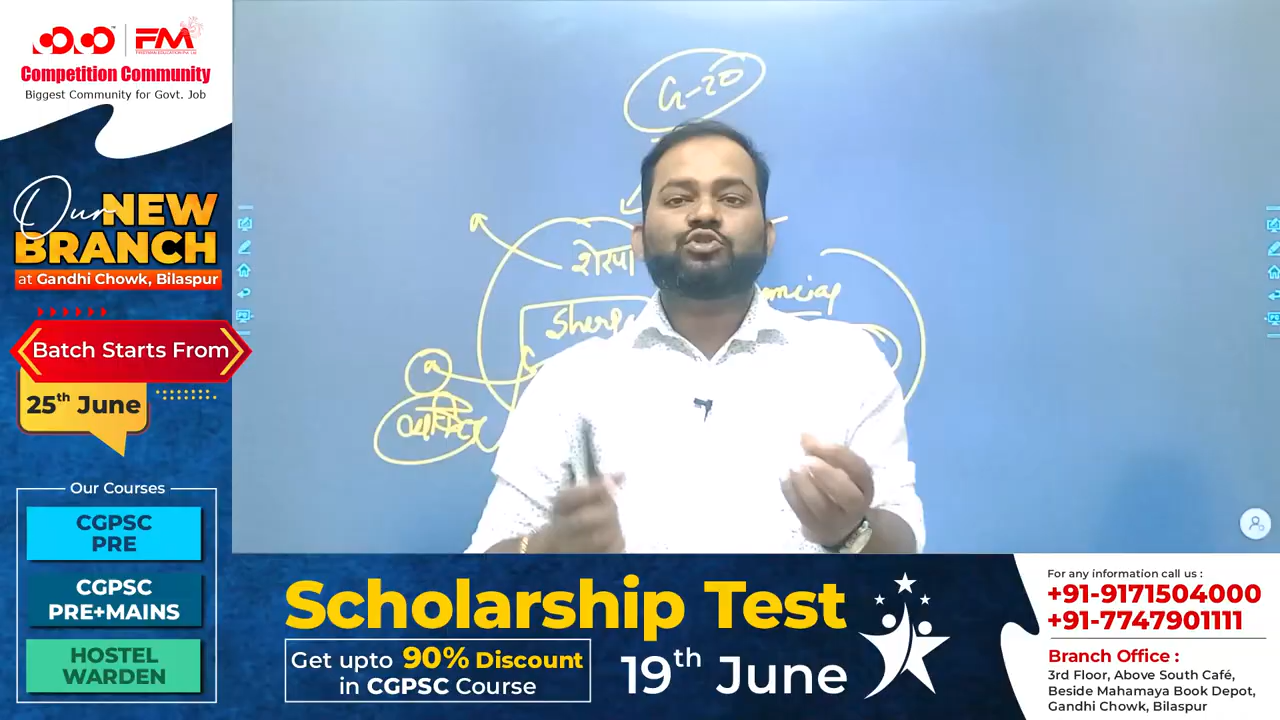 FM
Competition Community
Biggest Community for Govt. Job
Our NEW
BRANCH
at Gandhi Chowk, Bilaspur
Batch Starts From
25th June
Our Courses
CGPSC
PRE
CGPSC
PRE+MAINS
HOSTEL
WARDEN
G-20
शेरपा
Scholarship Test
Get upto 90% Discount
in CGPSC Course
19th June
For any information call us :
+91-9171504000
+91-7747901111
Branch Office :
3rd Floor, Above South Café,
Beside Mahamaya Book Depot,
Gandhi Chowk, Bilaspur